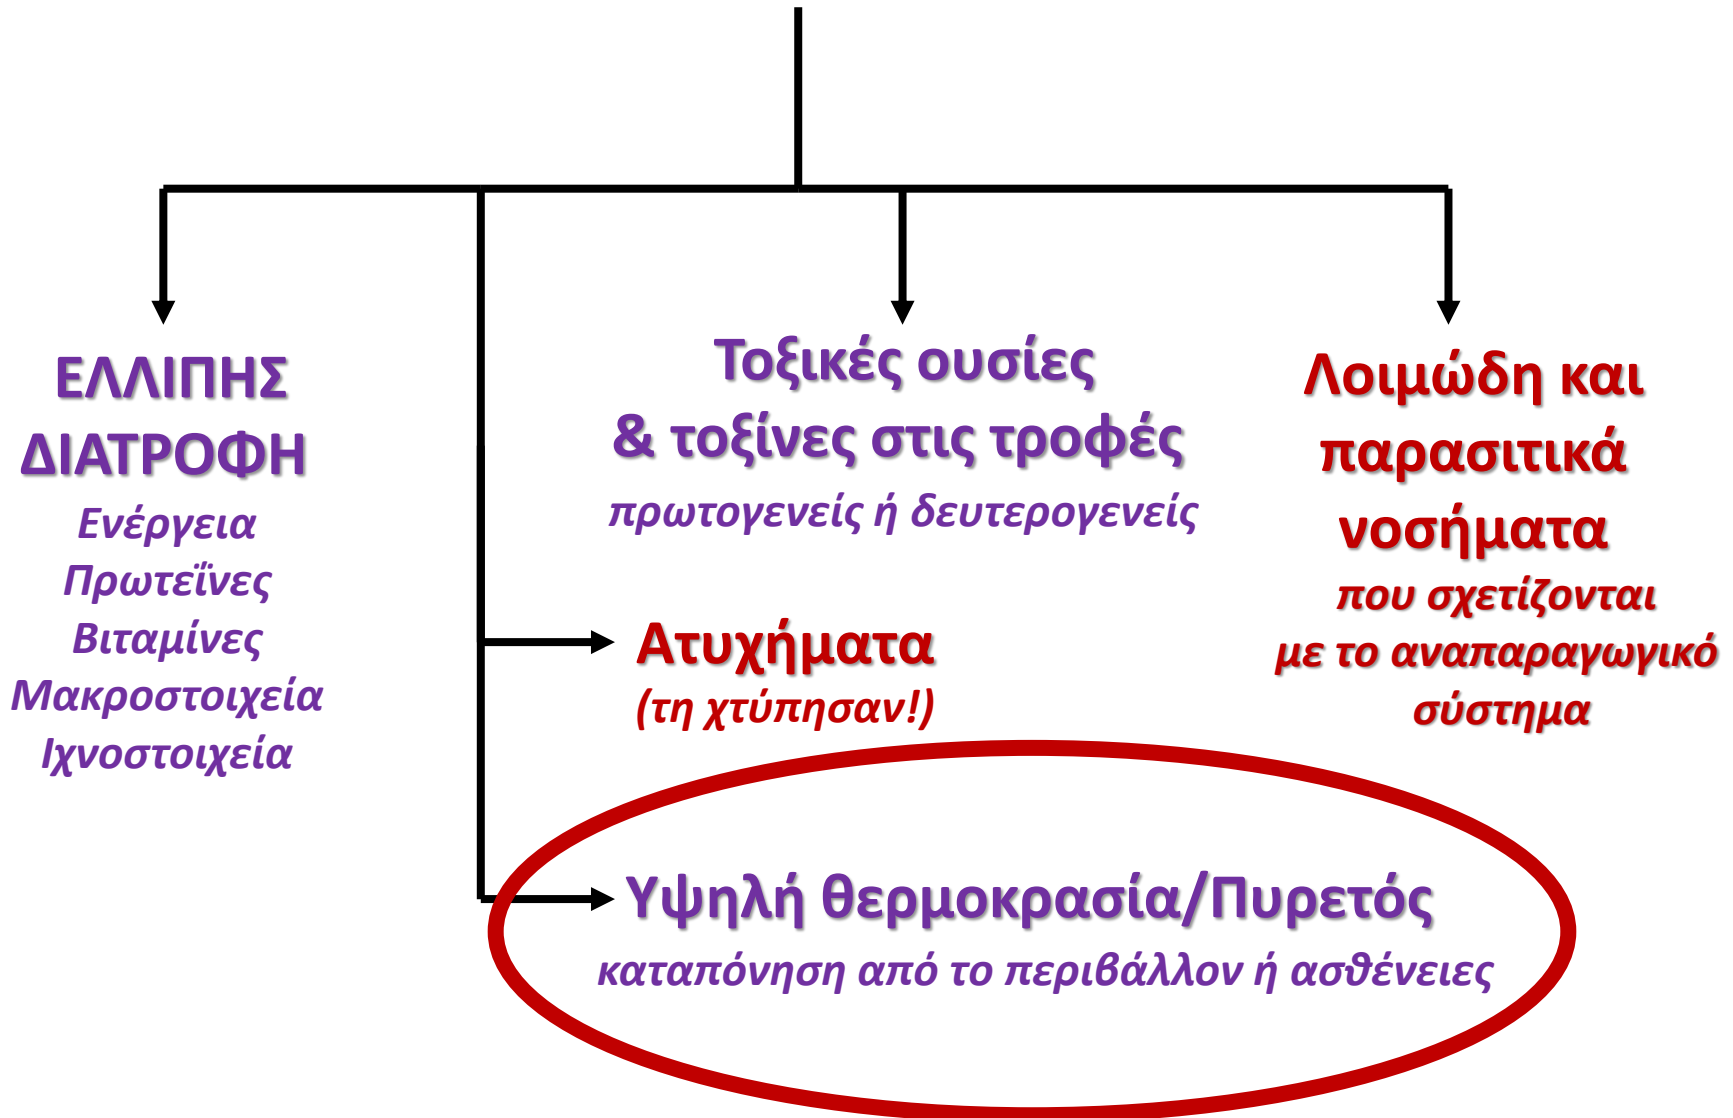 ΕΛΛΙΠΗΣ
ΔΙΑΤΡΟΦΗ
Ενέργεια
Πρωτεΐνες
Βιταμίνες
Μακροστοιχεία
Ιχνοστοιχεία
Τοξικές ουσίες
& τοξίνες στις τροφές
πρωτογενείς ή δευτερογενείς
Ατυχήματα
(τη χτύπησαν!)
Υψηλή θερμοκρασία/Πυρετός
καταπόνηση από το περιβάλλον ή ασθένειες
Λοιμώδη και
παρασιτικά
νοσήματα
που σχετίζονται
με το αναπαραγωγικό
σύστημα